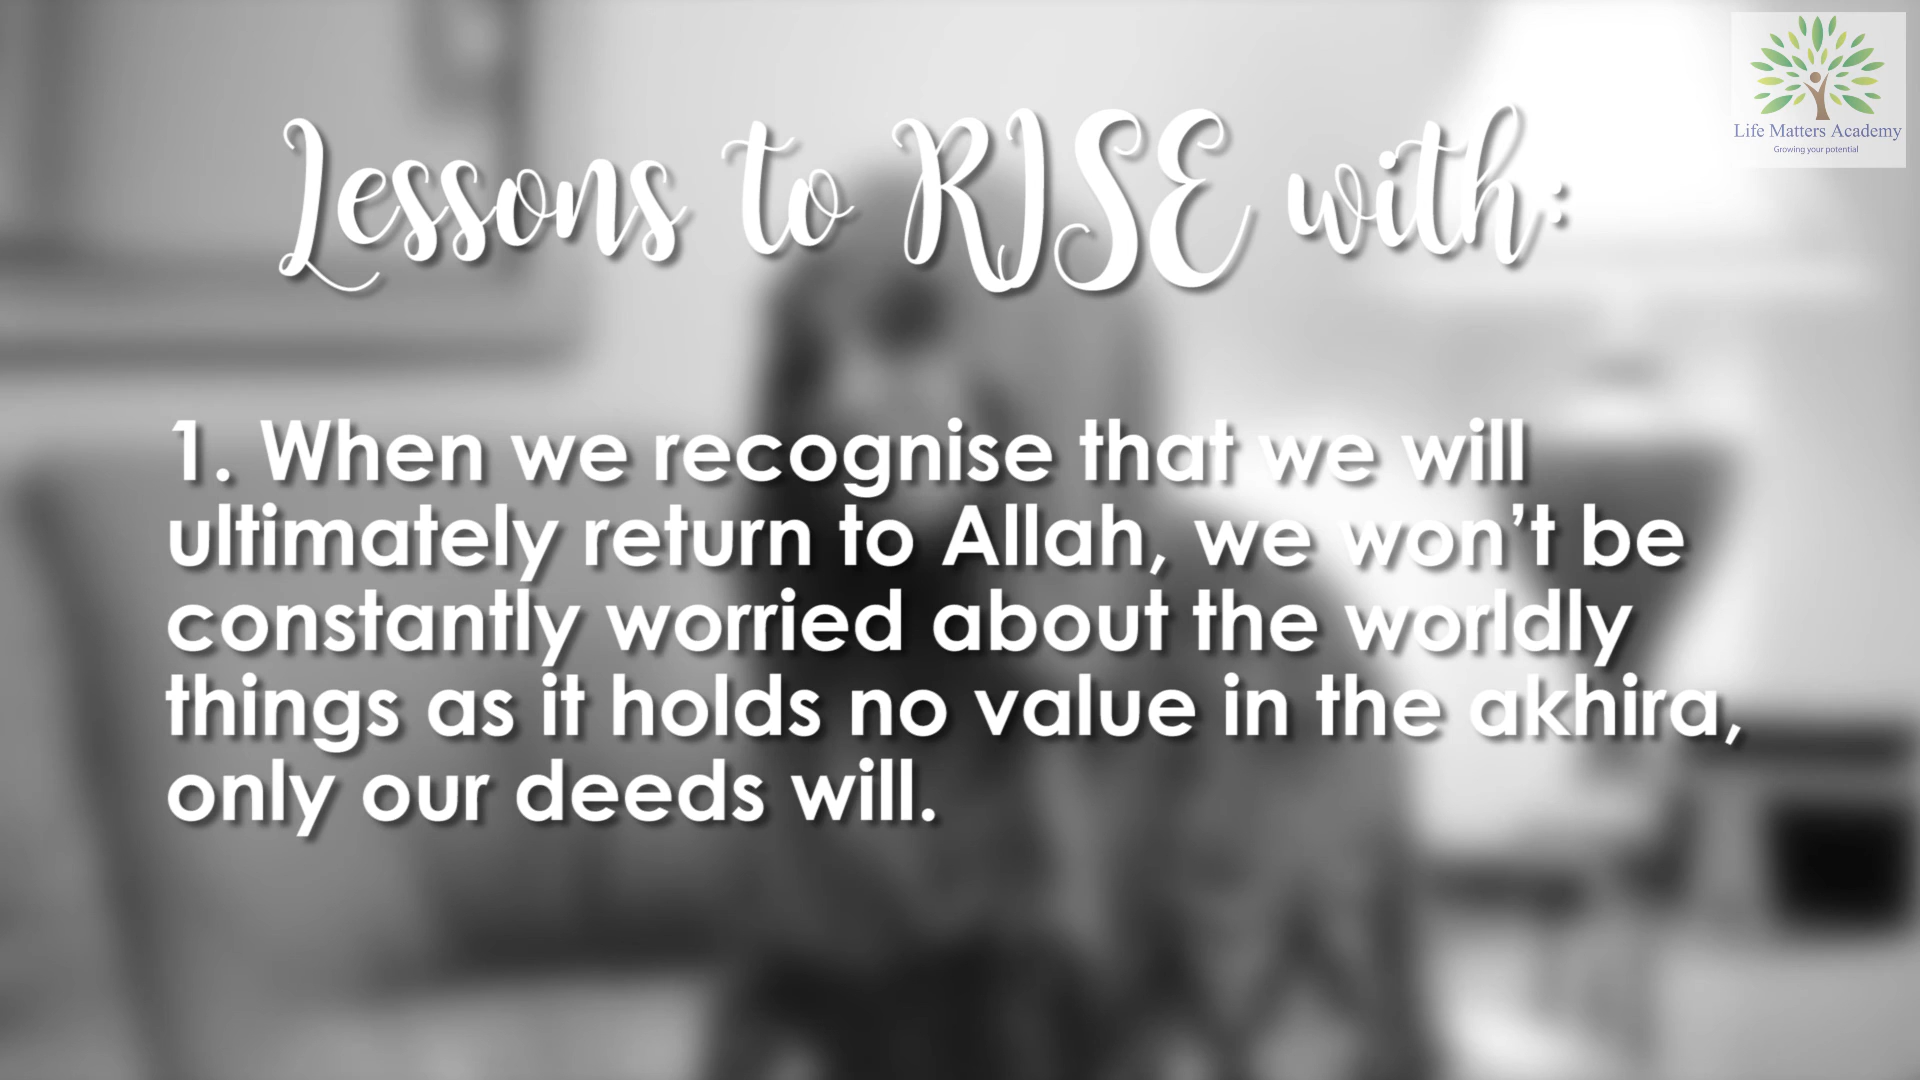 Life Matters Academy
Growing your potential
Lessons to RISE with:
1. When we recognise that we will
ultimately return to Allah, we won’t be
constantly worried about the worldly
things as it holds no value in the akhira,
only our deeds will.